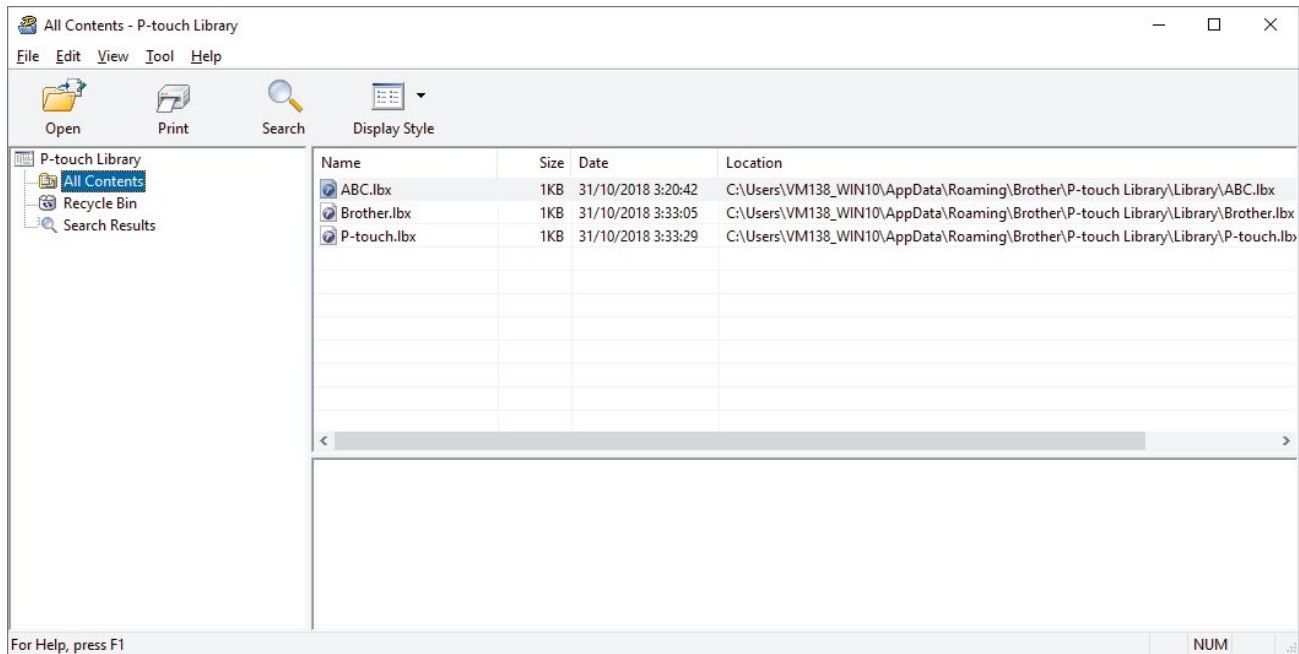 All Contents - P-touch Library
File Edit View Tool Help
Open Print Search Display Style
P-touch Library
All Contents
Recycle Bin
Search Results
Name Size Date Location
ABC.lbx 1KB 31/10/2018 3:20:42 C:\Users\VM138_WIN10\AppData\Roaming\Brother\P-touch Library\Library\ABC.lbx
Brother.lbx 1KB 31/10/2018 3:33:05 C:\Users\VM138_WIN10\AppData\Roaming\Brother\P-touch Library\Library\Brother.lbx
P-touch.lbx 1KB 31/10/2018 3:33:29 C:\Users\VM138_WIN10\AppData\Roaming\Brother\P-touch Library\Library\P-touch.lbx
For Help, press F1 NUM